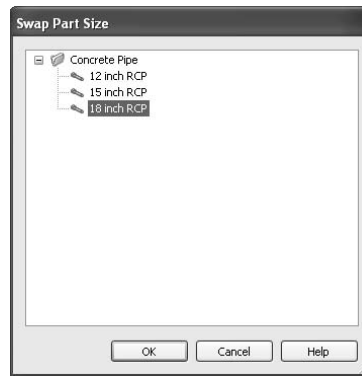 Swap Part Size
Concrete Pipe
12 inch RCP
15 inch RCP
18 inch RCP
OK Cancel Help